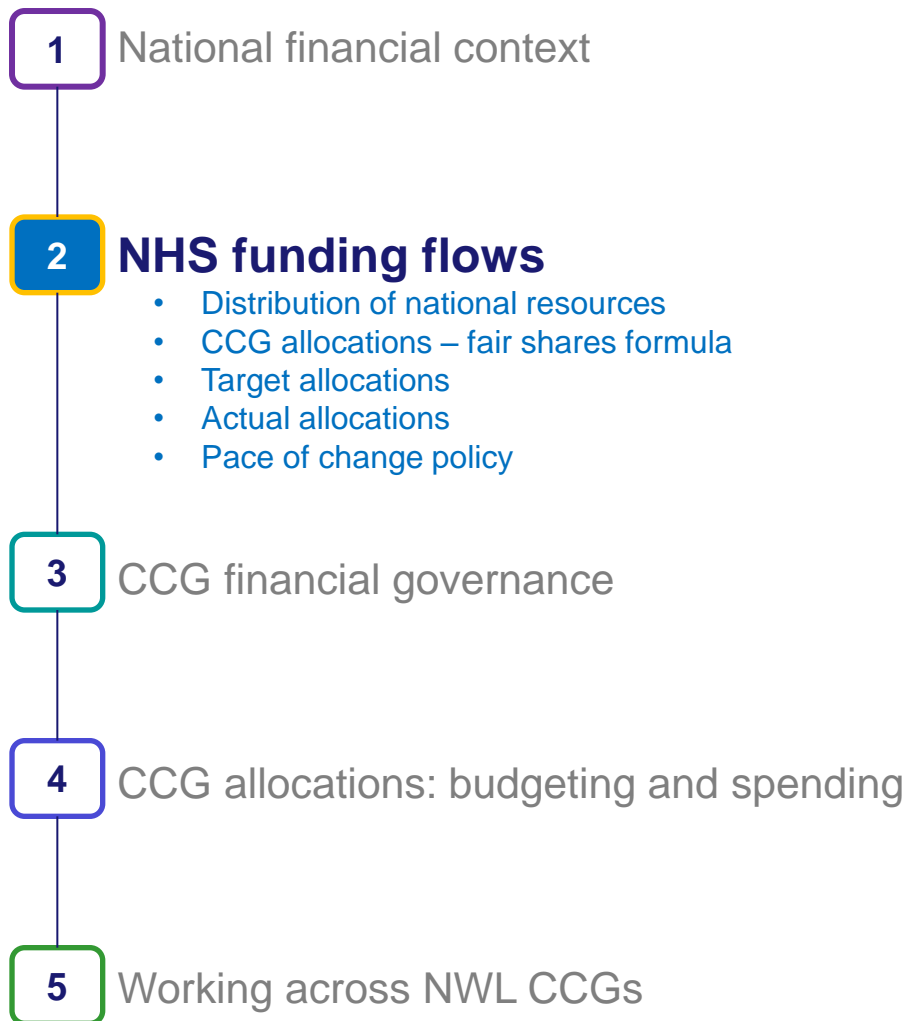 1 National financial context
2 NHS funding flows
• Distribution of national resources
• CCG allocations – fair shares formula
• Target allocations
• Actual allocations
• Pace of change policy
3 CCG financial governance
4 CCG allocations: budgeting and spending
5 Working across NWL CCGs